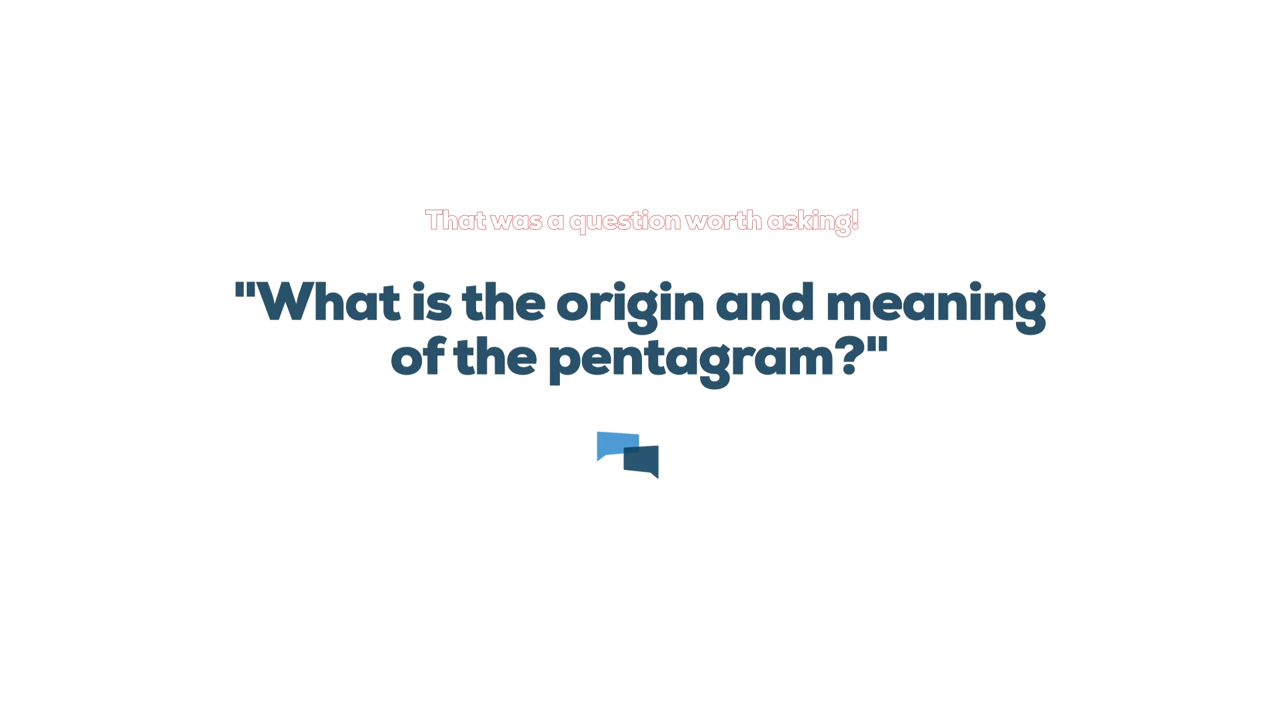 That was a question worth asking!
"What is the origin and meaning
of the pentagram?"